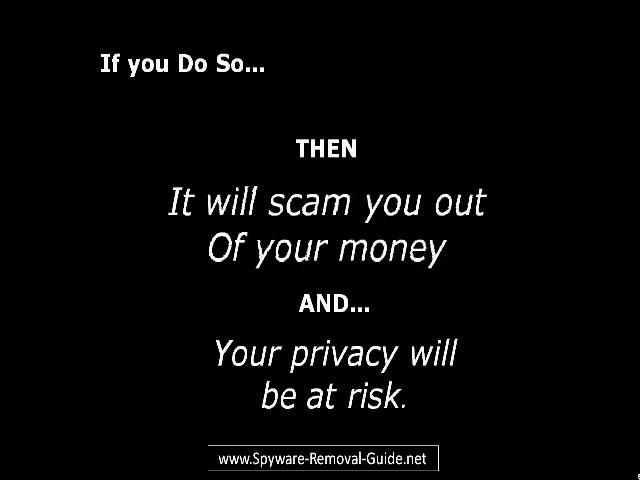 If you Do So...
THEN
It will scam you out
Of your money
AND...
Your privacy will
be at risk.
www.Spyware-Removal-Guide.net